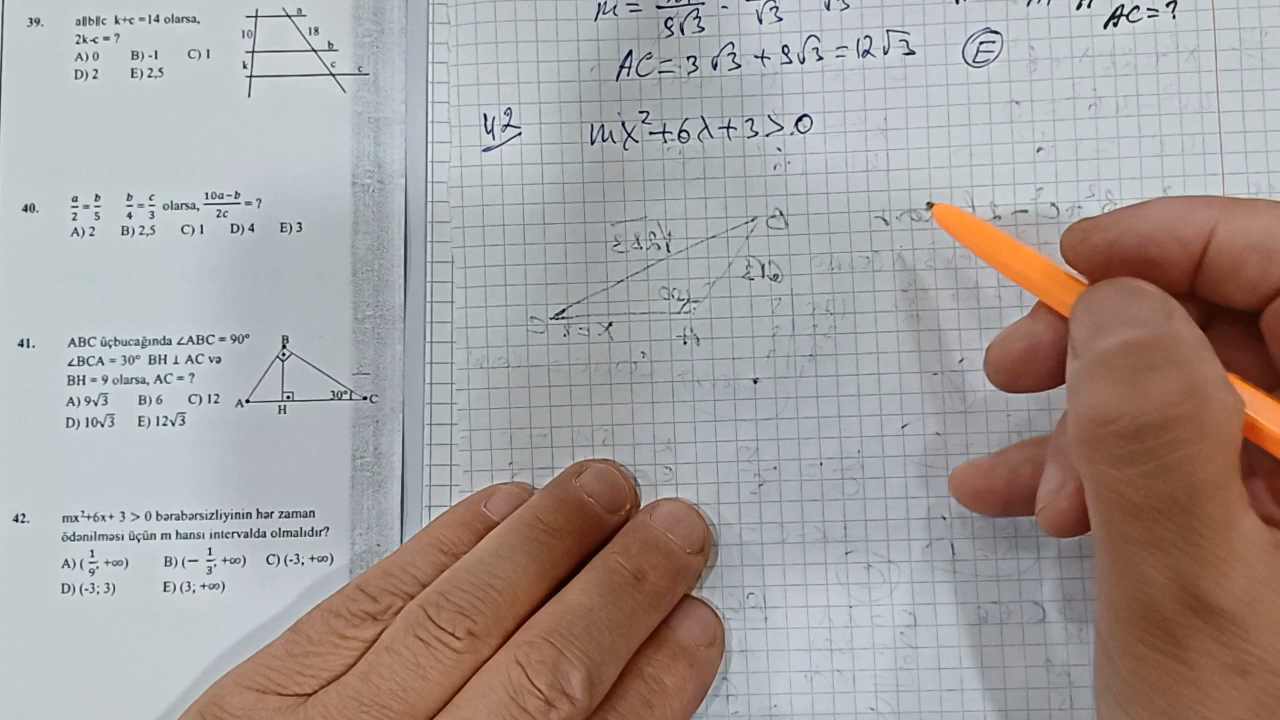 39. a||b||c k+c =14 olarsa,
2k-c = ?
A) 0 B) -1 C) 1
D) 2 E) 2,5
a
10 18
b
k c
c
40. a/2 = b/5 b/4 = c/3 olarsa, (10a-b)/2c = ?
A) 2 B) 2,5 C) 1 D) 4 E) 3
41. ABC üçbucağında ∠ABC = 90°
∠BCA = 30° BH ⊥ AC və
BH = 9 olarsa, AC = ?
A) 9√3 B) 6 C) 12
D) 10√3 E) 12√3
B
A H 30° C
42. mx²+6x+ 3 > 0 bərabərsizliyinin hər zaman
ödənilməsi üçün m hansı intervalda olmalıdır?
A) (1/9; +∞) B) (− 1/3; +∞) C) (-3; +∞)
D) (-3; 3) E) (3; +∞)
AC=?
AC = 3√3 + 9√3 = 12√3 E
42 mx²+6x+3>0